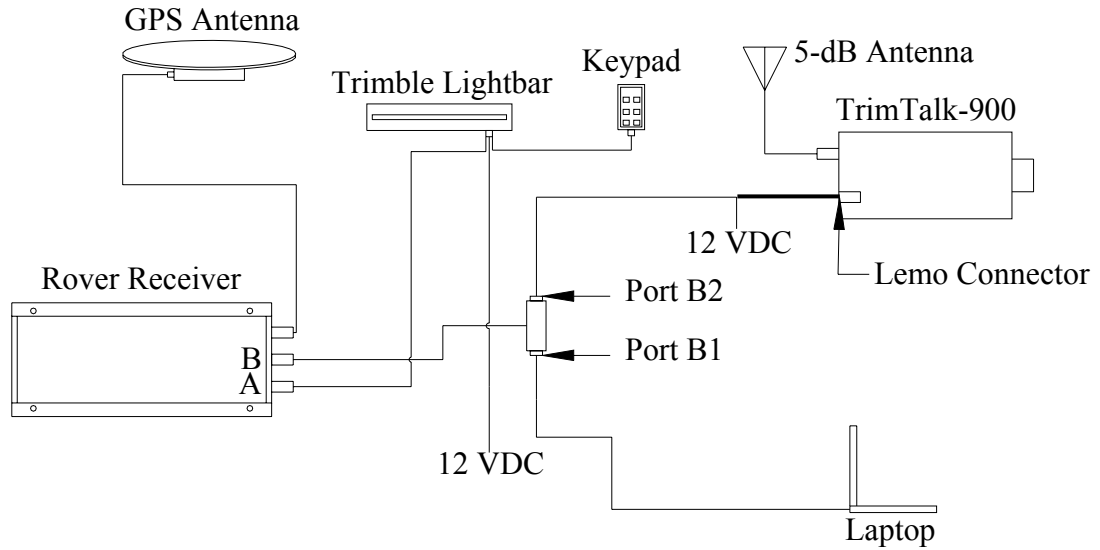 GPS Antenna
Trimble Lightbar
Keypad
5-dB Antenna
TrimTalk-900
12 VDC
Lemo Connector
Rover Receiver
Port B2
B
Port B1
A
12 VDC
Laptop